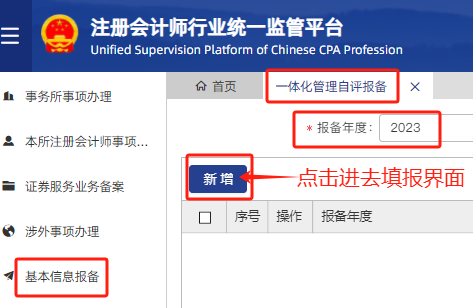 注册会计师行业统一监管平台
Unified Supervision Platform of Chinese CPA Profession
事务所事项办理
本所注册会计师事项...
证券服务业务备案
涉外事项办理
基本信息报备
首页
一体化管理自评报备
* 报备年度: 2023
新增
点击进去填报界面
序号 操作 报备年度